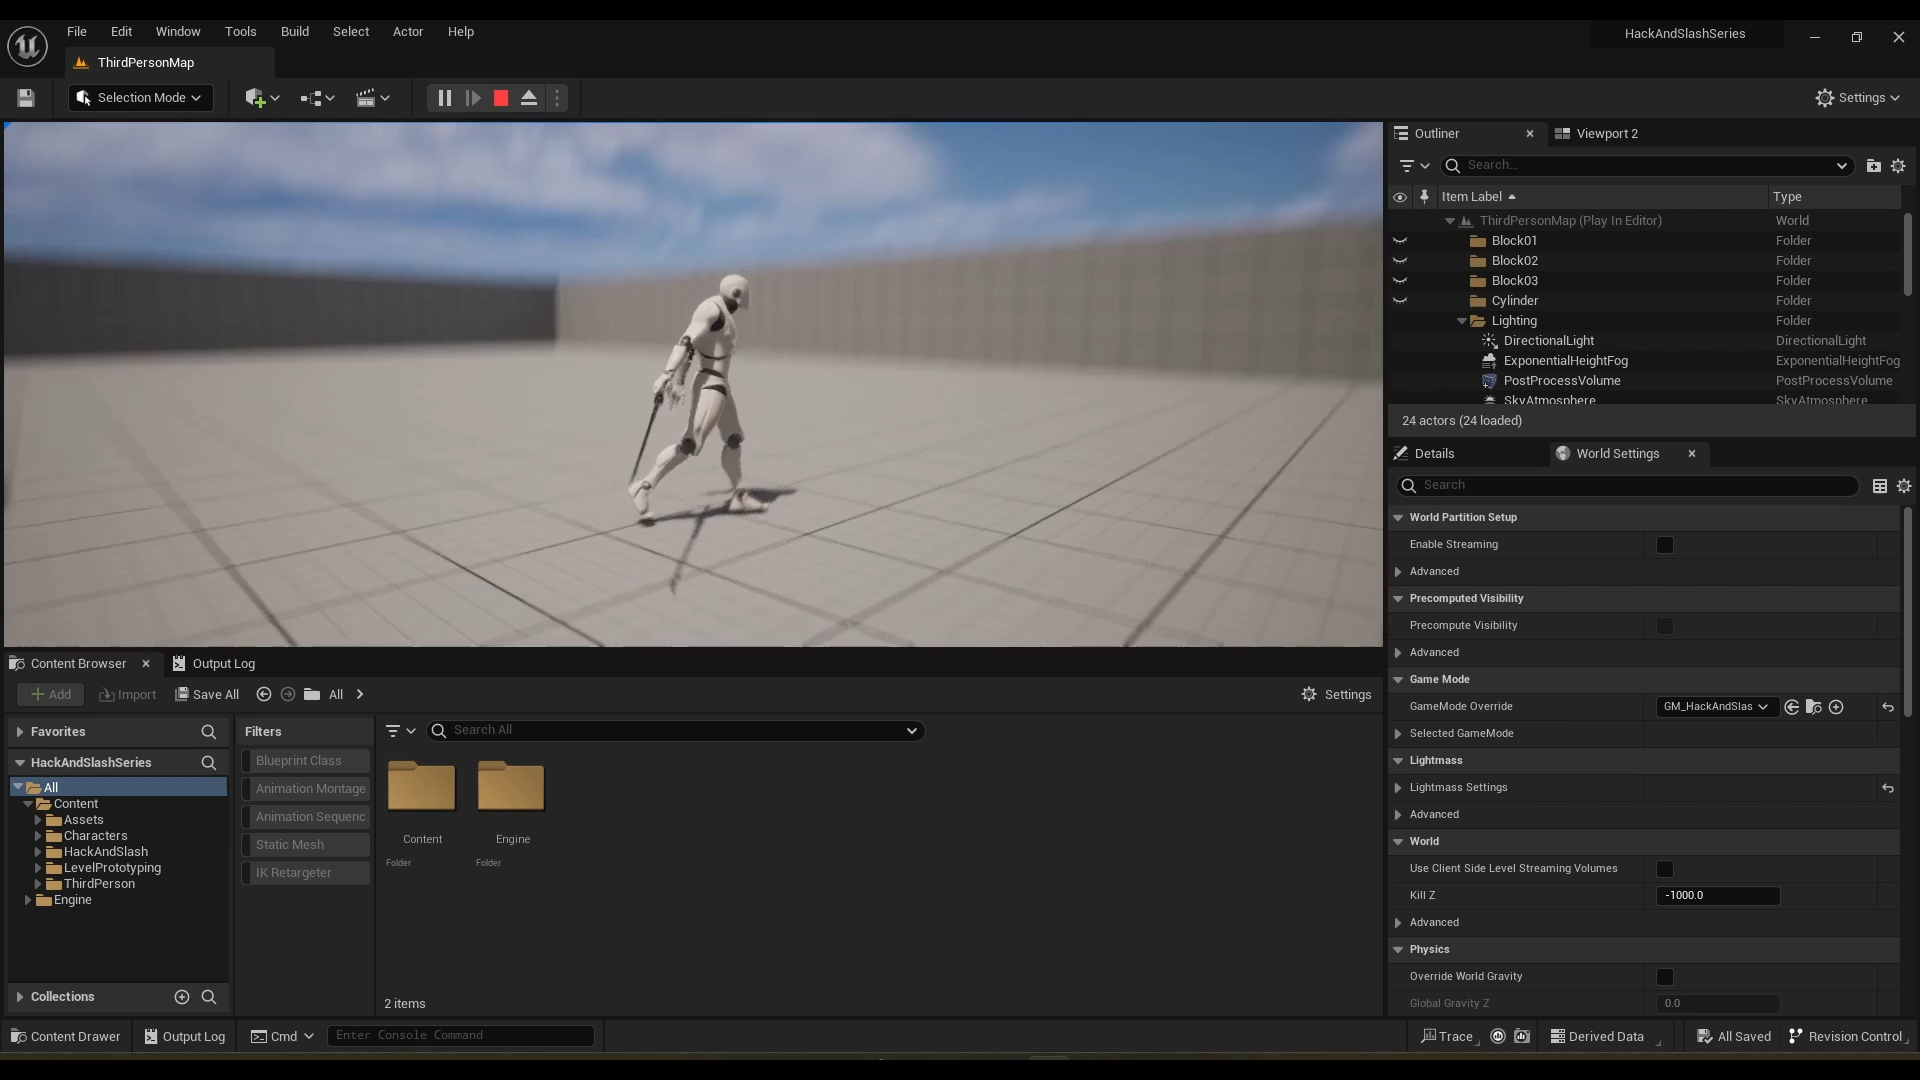 File Edit Window Tools Build Select Actor Help
HackAndSlashSeries
ThirdPersonMap
Selection Mode
Settings
Outliner
Viewport 2
Search...
Item Label Type
ThirdPersonMap (Play In Editor) World
Block01 Folder
Block02 Folder
Block03 Folder
Cylinder Folder
Lighting Folder
DirectionalLight DirectionalLight
ExponentialHeightFog ExponentialHeightFog
PostProcessVolume PostProcessVolume
SkyAtmosphere SkyAtmosphere
24 actors (24 loaded)
Details
World Settings
Search
World Partition Setup
Enable Streaming
Advanced
Precomputed Visibility
Precompute Visibility
Advanced
Game Mode
GameMode Override GM_HackAndSlas
Selected GameMode
Lightmass
Lightmass Settings
Advanced
World
Use Client Side Level Streaming Volumes
Kill Z -1000.0
Advanced
Physics
Override World Gravity
Global Gravity Z 0.0
Content Browser
Output Log
Add Import Save All All Settings
Favorites
HackAndSlashSeries
All
Content
Assets
Characters
HackAndSlash
LevelPrototyping
ThirdPerson
Engine
Collections
Filters
Blueprint Class
Animation Montage
Animation Sequenc
Static Mesh
IK Retargeter
Search All
Content Engine
Folder Folder
2 items
Content Drawer Output Log Cmd Enter Console Command Trace Derived Data All Saved Revision Control